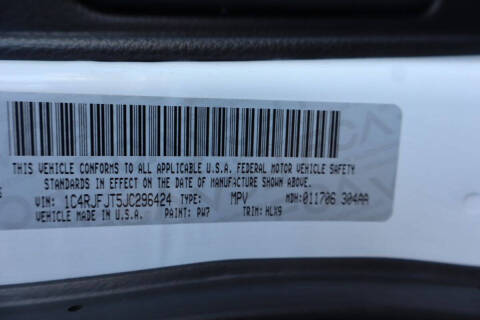 THIS VEHICLE CONFORMS TO ALL APPLICABLE U.S.A. FEDERAL MOTOR VEHICLE SAFETY
STANDARDS IN EFFECT ON THE DATE OF MANUFACTURE SHOWN ABOVE.
VIN: 1C4RJFJT5JC296424 TYPE: MPV MDH:011706 304AA
VEHICLE MADE IN U.S.A. PAINT: PW7 TRIM: HLX9